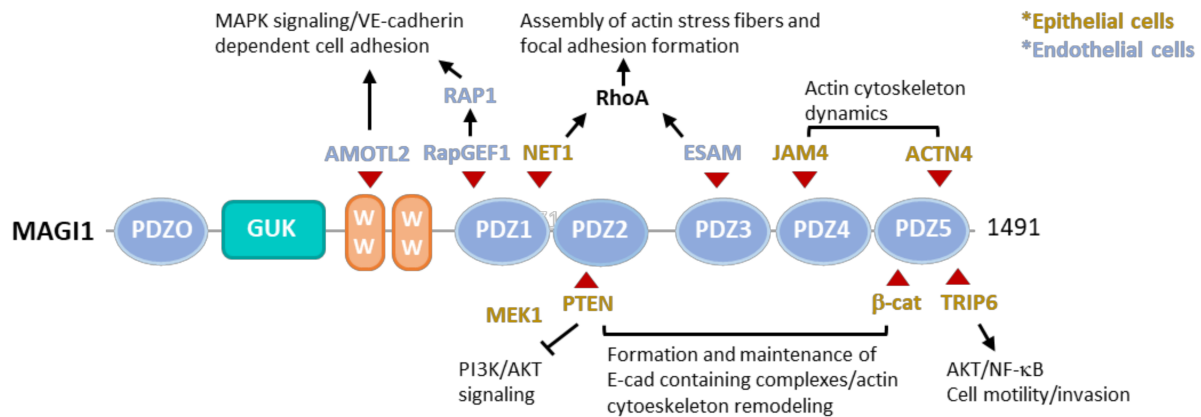 MAPK signaling/VE-cadherin
dependent cell adhesion
Assembly of actin stress fibers and
focal adhesion formation
*Epithelial cells
*Endothelial cells
RAP1
RhoA
Actin cytoskeleton
dynamics
AMOTL2
RapGEF1
NET1
ESAM
JAM4
ACTN4
MAGI1
PDZO
GUK
W
W
W
W
PDZ1
PDZ2
PDZ3
PDZ4
PDZ5
1491
MEK1
PTEN
β-cat
TRIP6
PI3K/AKT
signaling
Formation and maintenance of
E-cad containing complexes/actin
cytoeskeleton remodeling
AKT/NF-κB
Cell motility/invasion